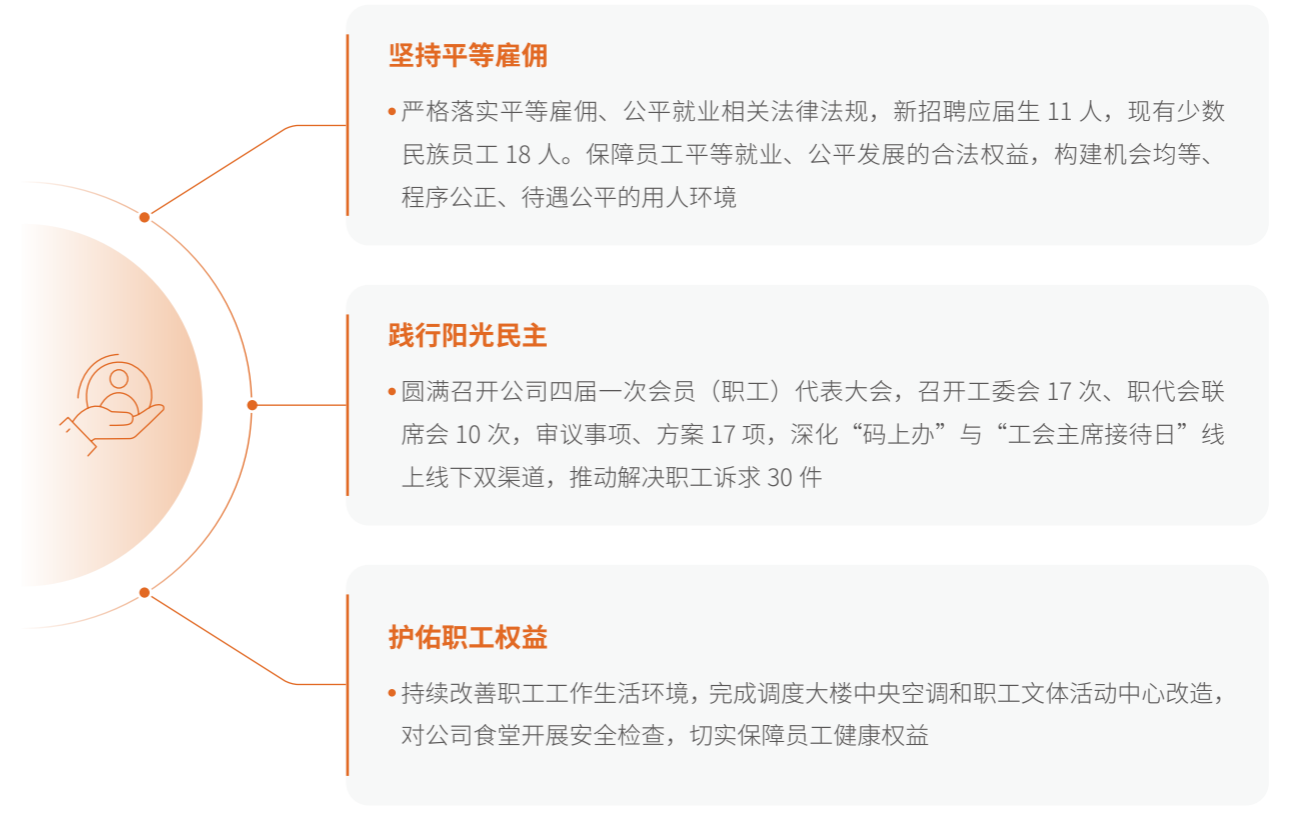 坚持平等雇佣
•严格落实平等雇佣、公平就业相关法律法规，新招聘应届生 11 人，现有少数
民族员工 18 人。保障员工平等就业、公平发展的合法权益，构建机会均等、
程序公正、待遇公平的用人环境
践行阳光民主
•圆满召开公司四届一次会员（职工）代表大会，召开工委会 17 次、职代会联
席会 10 次，审议事项、方案 17 项，深化“码上办”与“工会主席接待日”线
上线下双渠道，推动解决职工诉求 30 件
护佑职工权益
•持续改善职工工作生活环境，完成调度大楼中央空调和职工文体活动中心改造，
对公司食堂开展安全检查，切实保障员工健康权益